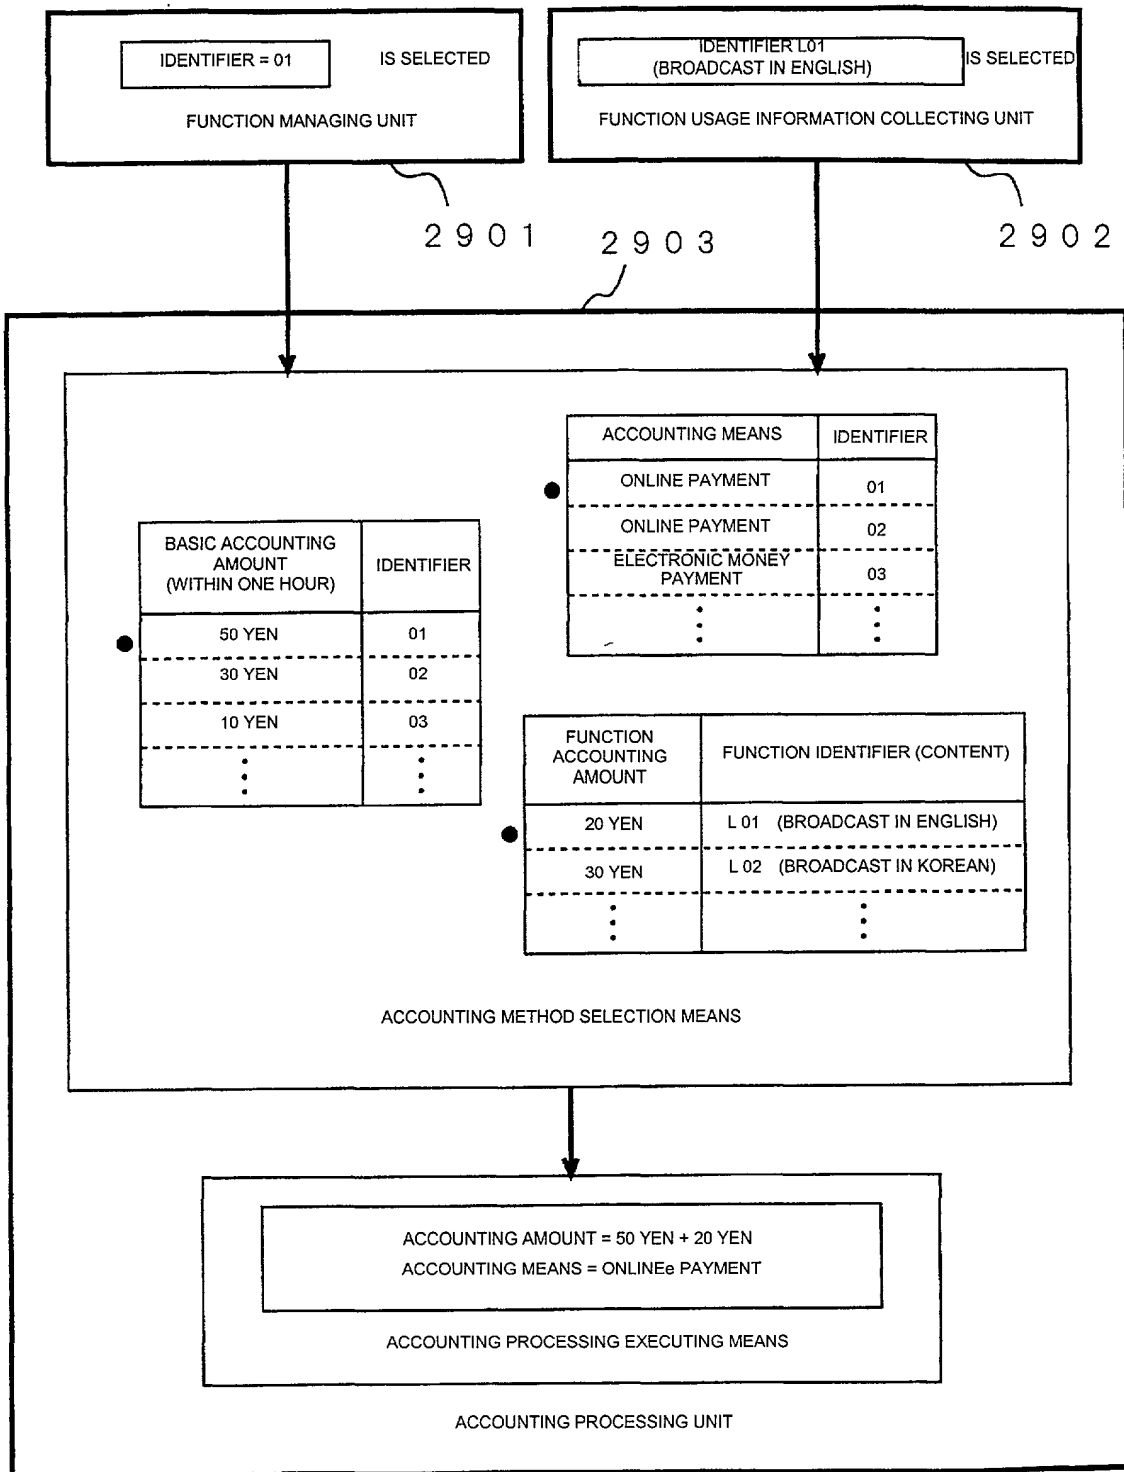 IDENTIFIER = 01
IS SELECTED
FUNCTION MANAGING UNIT
IDENTIFIER L01
(BROADCAST IN ENGLISH)
IS SELECTED
FUNCTION USAGE INFORMATION COLLECTING UNIT
2901
2903
2902
ACCOUNTING MEANS
IDENTIFIER
ONLINE PAYMENT
01
ONLINE PAYMENT
02
ELECTRONIC MONEY
PAYMENT
03
BASIC ACCOUNTING
AMOUNT
(WITHIN ONE HOUR)
IDENTIFIER
50 YEN
01
30 YEN
02
10 YEN
03
FUNCTION
ACCOUNTING
AMOUNT
FUNCTION IDENTIFIER (CONTENT)
20 YEN
L 01 (BROADCAST IN ENGLISH)
30 YEN
L 02 (BROADCAST IN KOREAN)
ACCOUNTING METHOD SELECTION MEANS
ACCOUNTING AMOUNT = 50 YEN + 20 YEN
ACCOUNTING MEANS = ONLINEe PAYMENT
ACCOUNTING PROCESSING EXECUTING MEANS
ACCOUNTING PROCESSING UNIT